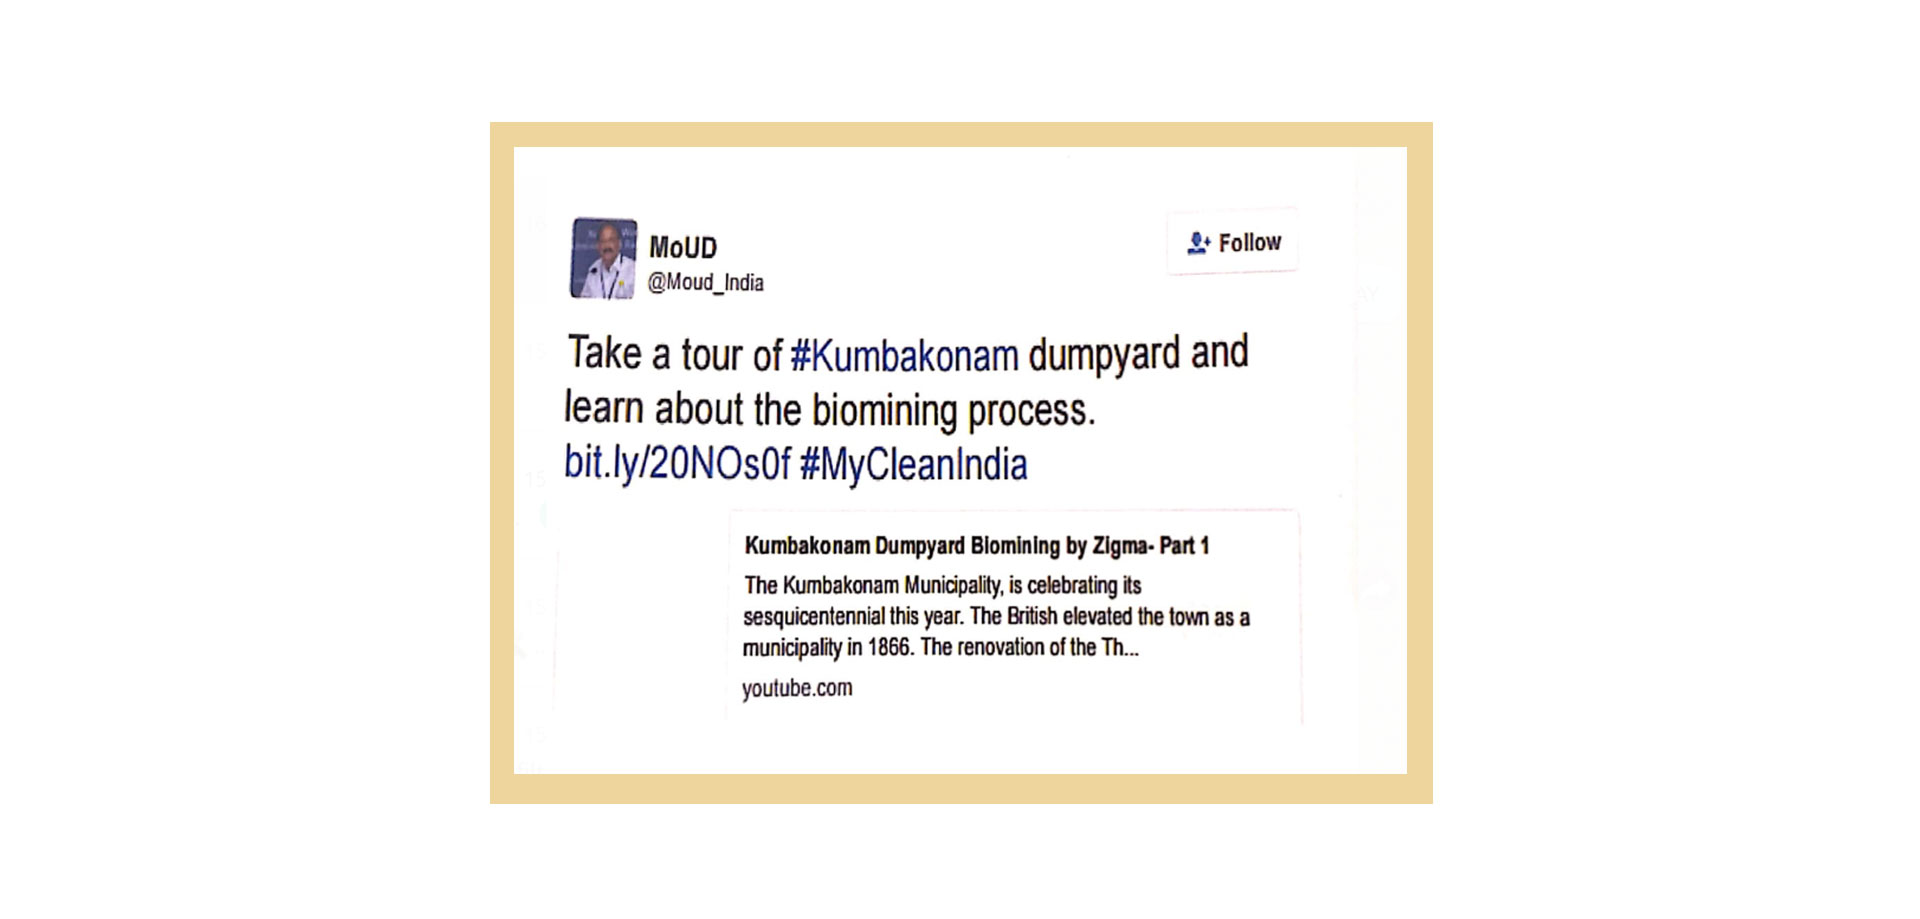 MoUD
@Moud_India
Follow
Take a tour of #Kumbakonam dumpyard and
learn about the biomining process.
bit.ly/20NOs0f #MyCleanIndia
Kumbakonam Dumpyard Biomining by Zigma- Part 1
The Kumbakonam Municipality, is celebrating its
sesquicentennial this year. The British elevated the town as a
municipality in 1866. The renovation of the Th...
youtube.com